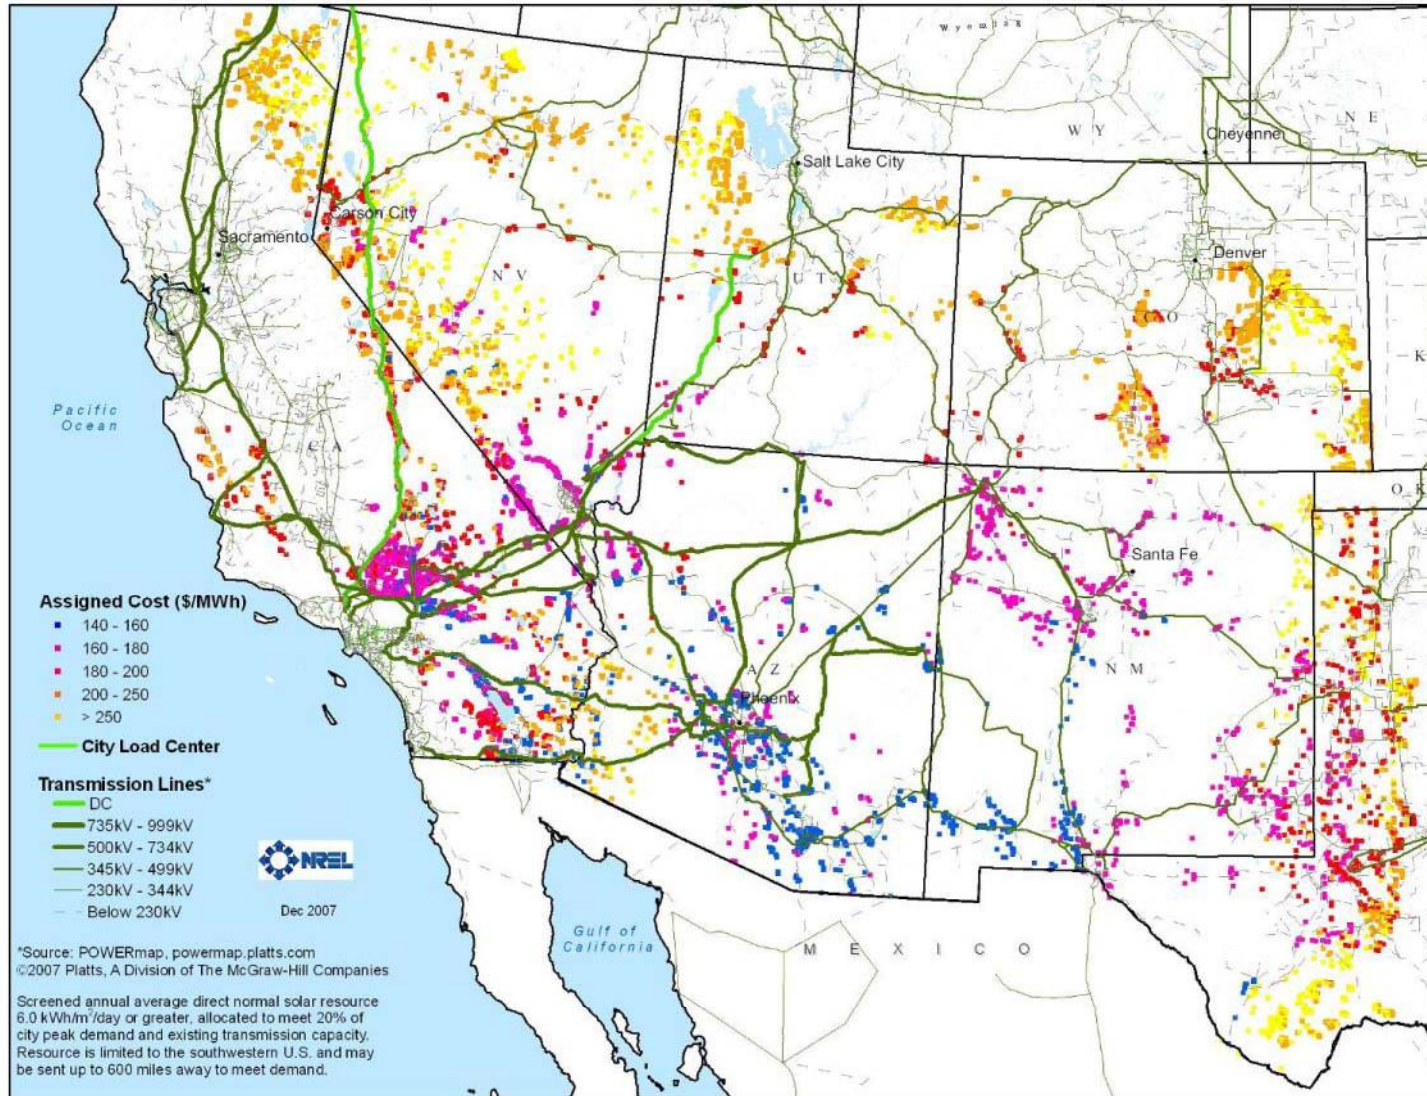 Wyoming
W Y
N E
Cheyenne
Salt Lake City
Carson City
Sacramento
Denver
N V
U T
C O
K
Pacific
Ocean
C A
O K
Santa Fe
Assigned Cost ($/MWh)
140 - 160
160 - 180
180 - 200
200 - 250
> 250
City Load Center
A Z
N M
Phoenix
Transmission Lines*
DC
735kV - 999kV
500kV - 734kV
345kV - 499kV
230kV - 344kV
Below 230kV
NREL
Dec 2007
Gulf of
California
M E X I C O
*Source: POWERmap, powermap.platts.com
©2007 Platts, A Division of The McGraw-Hill Companies
Screened annual average direct normal solar resource
6.0 kWh/m²/day or greater, allocated to meet 20% of
city peak demand and existing transmission capacity.
Resource is limited to the southwestern U.S. and may
be sent up to 600 miles away to meet demand.